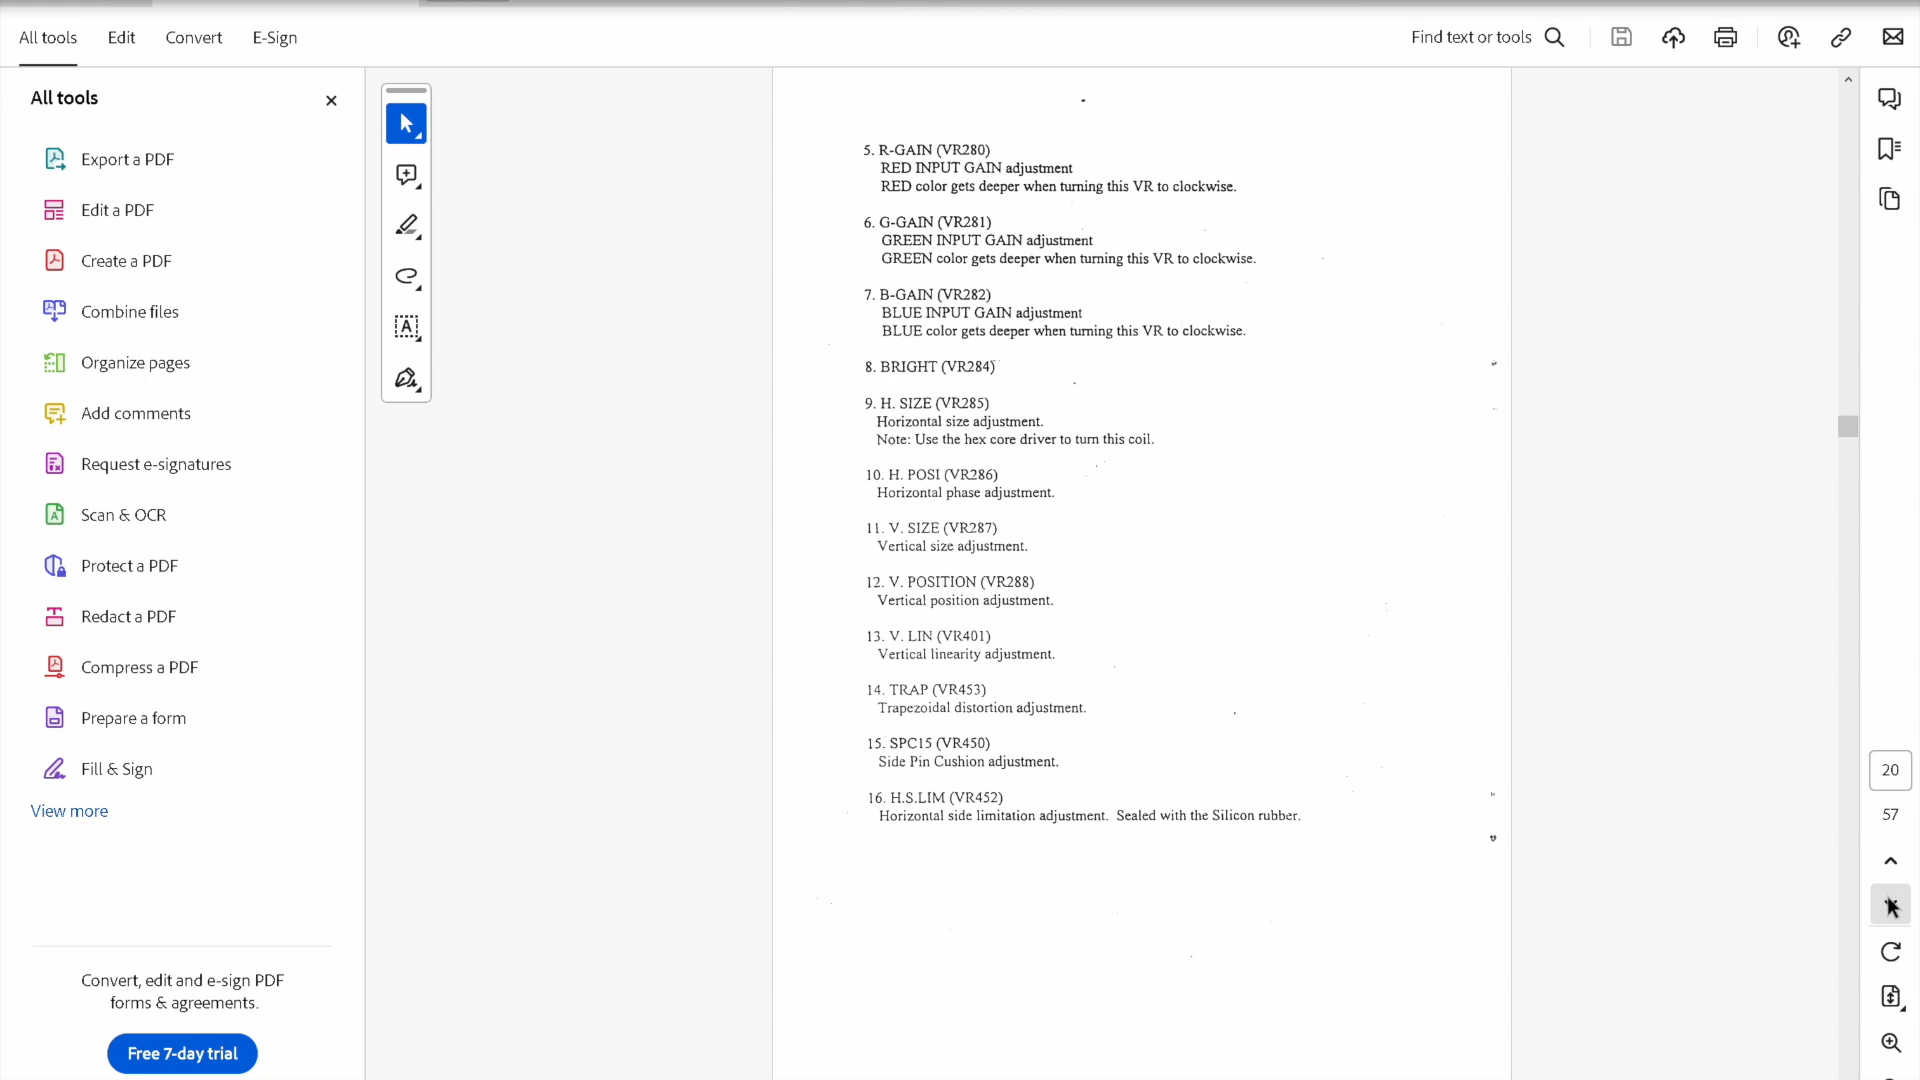 All tools
Edit
Convert
E-Sign
Find text or tools
All tools
Export a PDF
Edit a PDF
Create a PDF
Combine files
Organize pages
Add comments
Request e-signatures
Scan & OCR
Protect a PDF
Redact a PDF
Compress a PDF
Prepare a form
Fill & Sign
View more
Convert, edit and e-sign PDF
forms & agreements.
Free 7-day trial
5. R-GAIN (VR280)
RED INPUT GAIN adjustment
RED color gets deeper when turning this VR to clockwise.
6. G-GAIN (VR281)
GREEN INPUT GAIN adjustment
GREEN color gets deeper when turning this VR to clockwise.
7. B-GAIN (VR282)
BLUE INPUT GAIN adjustment
BLUE color gets deeper when turning this VR to clockwise.
8. BRIGHT (VR284)
9. H. SIZE (VR285)
Horizontal size adjustment.
Note: Use the hex core driver to turn this coil.
10. H. POSI (VR286)
Horizontal phase adjustment.
11. V. SIZE (VR287)
Vertical size adjustment.
12. V. POSITION (VR288)
Vertical position adjustment.
13. V. LIN (VR401)
Vertical linearity adjustment.
14. TRAP (VR453)
Trapezoidal distortion adjustment.
15. SPC15 (VR450)
Side Pin Cushion adjustment.
16. H.S.LIM (VR452)
Horizontal side limitation adjustment. Sealed with the Silicon rubber.
20
57